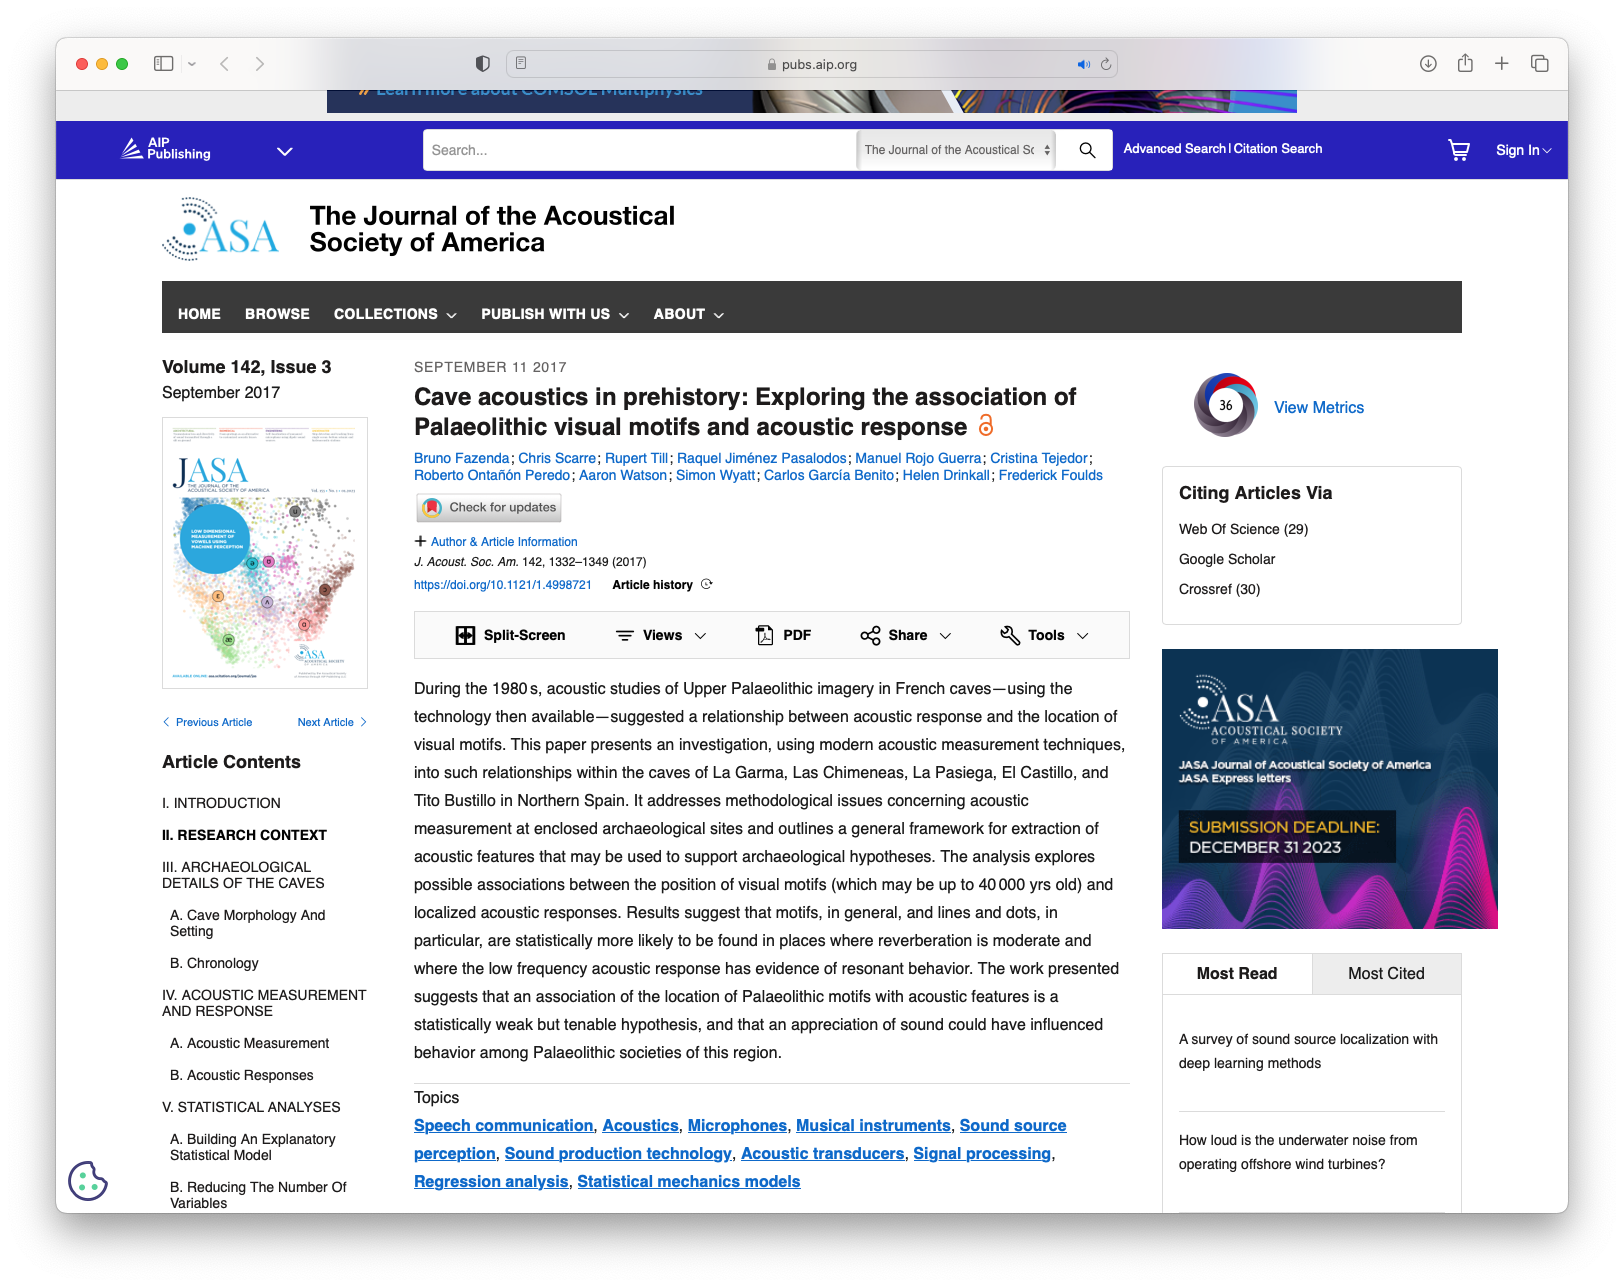 pubs.aip.org
Learn more about COMSOL Multiphysics
AIP
Publishing
Search...
The Journal of the Acoustical Sc
Advanced Search | Citation Search
Sign In
ASA
The Journal of the Acoustical
Society of America
HOME
BROWSE
COLLECTIONS
PUBLISH WITH US
ABOUT
Volume 142, Issue 3
September 2017
JASA
THE JOURNAL OF THE
ACOUSTICAL SOCIETY OF AMERICA
LOW DIMENSIONAL
MEASUREMENT OF
VOWELS USING
MACHINE PERCEPTION
Previous Article
Next Article
Article Contents
I. INTRODUCTION
II. RESEARCH CONTEXT
III. ARCHAEOLOGICAL
DETAILS OF THE CAVES
A. Cave Morphology And
Setting
B. Chronology
IV. ACOUSTIC MEASUREMENT
AND RESPONSE
A. Acoustic Measurement
B. Acoustic Responses
V. STATISTICAL ANALYSES
A. Building An Explanatory
Statistical Model
B. Reducing The Number Of
Variables
SEPTEMBER 11 2017
Cave acoustics in prehistory: Exploring the association of
Palaeolithic visual motifs and acoustic response
Bruno Fazenda; Chris Scarre; Rupert Till; Raquel Jiménez Pasalodos; Manuel Rojo Guerra; Cristina Tejedor;
Roberto Ontañón Peredo; Aaron Watson; Simon Wyatt; Carlos García Benito; Helen Drinkall; Frederick Foulds
Check for updates
+ Author & Article Information
J. Acoust. Soc. Am. 142, 1332–1349 (2017)
https://doi.org/10.1121/1.4998721 Article history
Split-Screen
Views
PDF
Share
Tools
During the 1980 s, acoustic studies of Upper Palaeolithic imagery in French caves—using the
technology then available—suggested a relationship between acoustic response and the location of
visual motifs. This paper presents an investigation, using modern acoustic measurement techniques,
into such relationships within the caves of La Garma, Las Chimeneas, La Pasiega, El Castillo, and
Tito Bustillo in Northern Spain. It addresses methodological issues concerning acoustic
measurement at enclosed archaeological sites and outlines a general framework for extraction of
acoustic features that may be used to support archaeological hypotheses. The analysis explores
possible associations between the position of visual motifs (which may be up to 40 000 yrs old) and
localized acoustic responses. Results suggest that motifs, in general, and lines and dots, in
particular, are statistically more likely to be found in places where reverberation is moderate and
where the low frequency acoustic response has evidence of resonant behavior. The work presented
suggests that an association of the location of Palaeolithic motifs with acoustic features is a
statistically weak but tenable hypothesis, and that an appreciation of sound could have influenced
behavior among Palaeolithic societies of this region.
Topics
Speech communication, Acoustics, Microphones, Musical instruments, Sound source
perception, Sound production technology, Acoustic transducers, Signal processing,
Regression analysis, Statistical mechanics models
36
View Metrics
Citing Articles Via
Web Of Science (29)
Google Scholar
Crossref (30)
ASA
ACOUSTICAL SOCIETY
OF AMERICA
JASA Journal of Acoustical Society of America
JASA Express letters
SUBMISSION DEADLINE:
DECEMBER 31 2023
Most Read
Most Cited
A survey of sound source localization with
deep learning methods
How loud is the underwater noise from
operating offshore wind turbines?